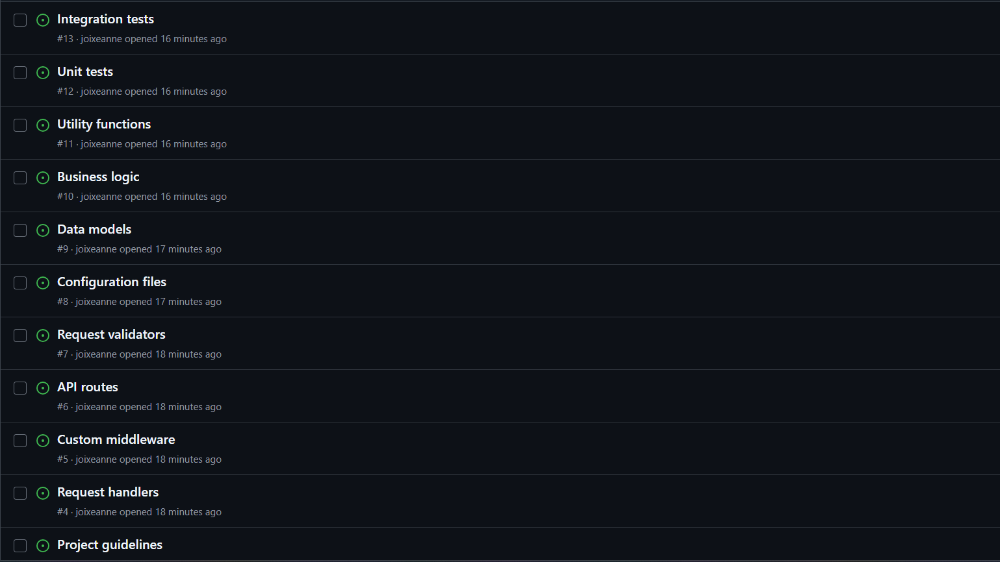 Integration tests
#13 · joixeanne opened 16 minutes ago
Unit tests
#12 · joixeanne opened 16 minutes ago
Utility functions
#11 · joixeanne opened 16 minutes ago
Business logic
#10 · joixeanne opened 16 minutes ago
Data models
#9 · joixeanne opened 17 minutes ago
Configuration files
#8 · joixeanne opened 17 minutes ago
Request validators
#7 · joixeanne opened 18 minutes ago
API routes
#6 · joixeanne opened 18 minutes ago
Custom middleware
#5 · joixeanne opened 18 minutes ago
Request handlers
#4 · joixeanne opened 18 minutes ago
Project guidelines